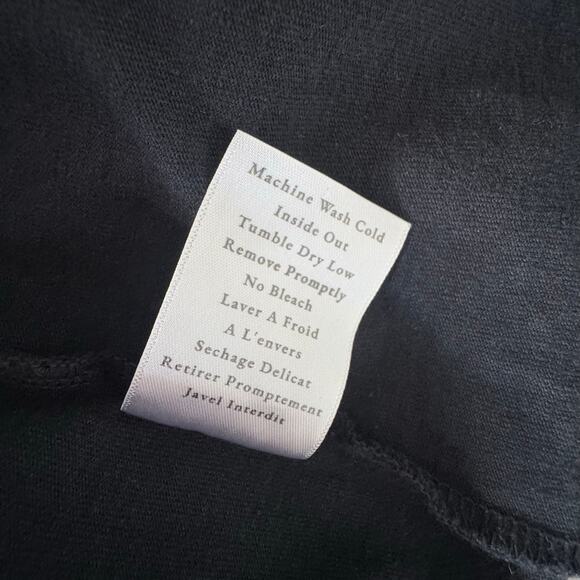 Machine Wash Cold
Inside Out
Tumble Dry Low
Remove Promptly
No Bleach
Laver A Froid
A L'envers
Sechage Delicat
Retirer Promptement
Javel Interdit